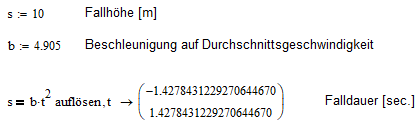 s := 10 Fallhöhe [m]
b := 4.905 Beschleunigung auf Durchschnittsgeschwindigkeit
s = b·t² auflösen, t → (−1.4278431229270644670
1.4278431229270644670) Falldauer [sec.]